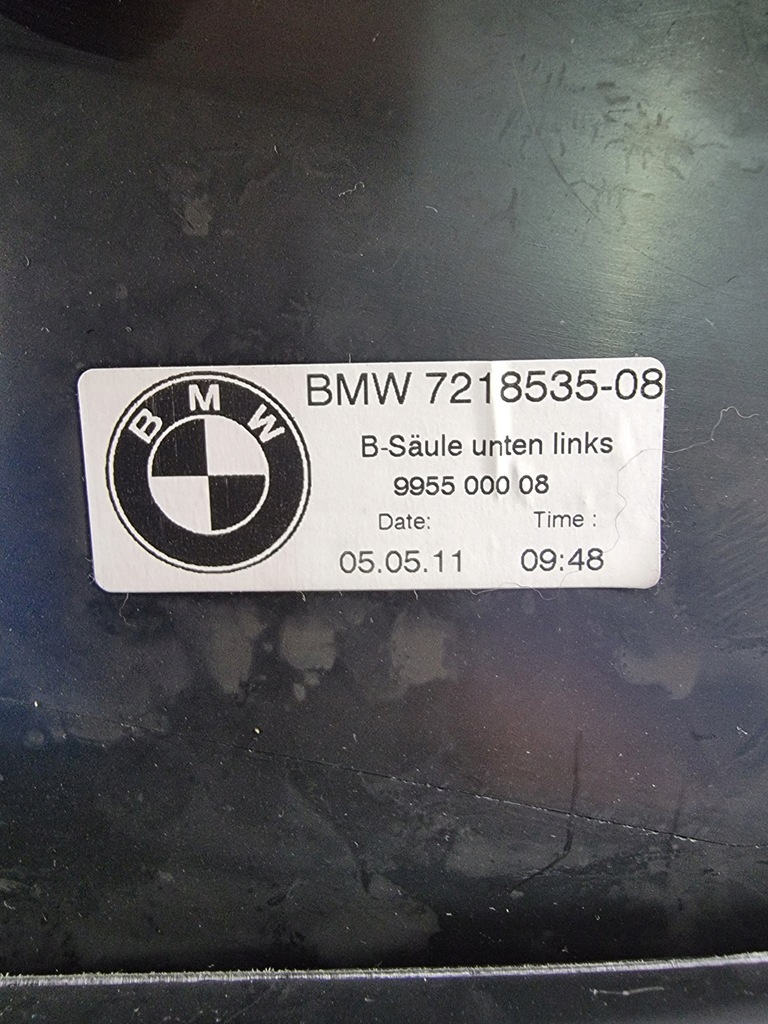 BMW
BMW 7218535-08
B-Säule unten links
9955 000 08
Date: Time :
05.05.11 09:48